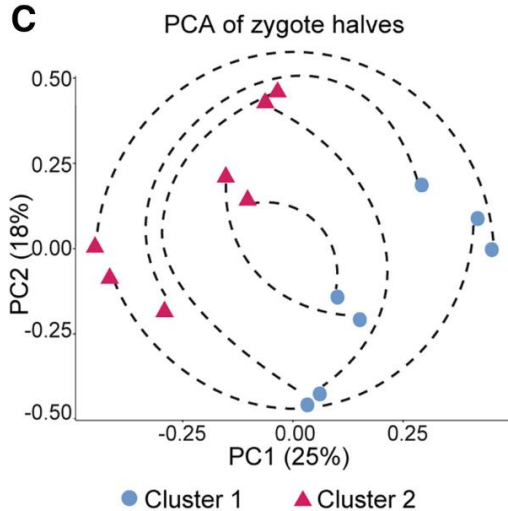 C
PCA of zygote halves
0.50
0.25
0.00
-0.25
-0.50
PC2 (18%)
-0.25 0.00 0.25
PC1 (25%)
Cluster 1 Cluster 2